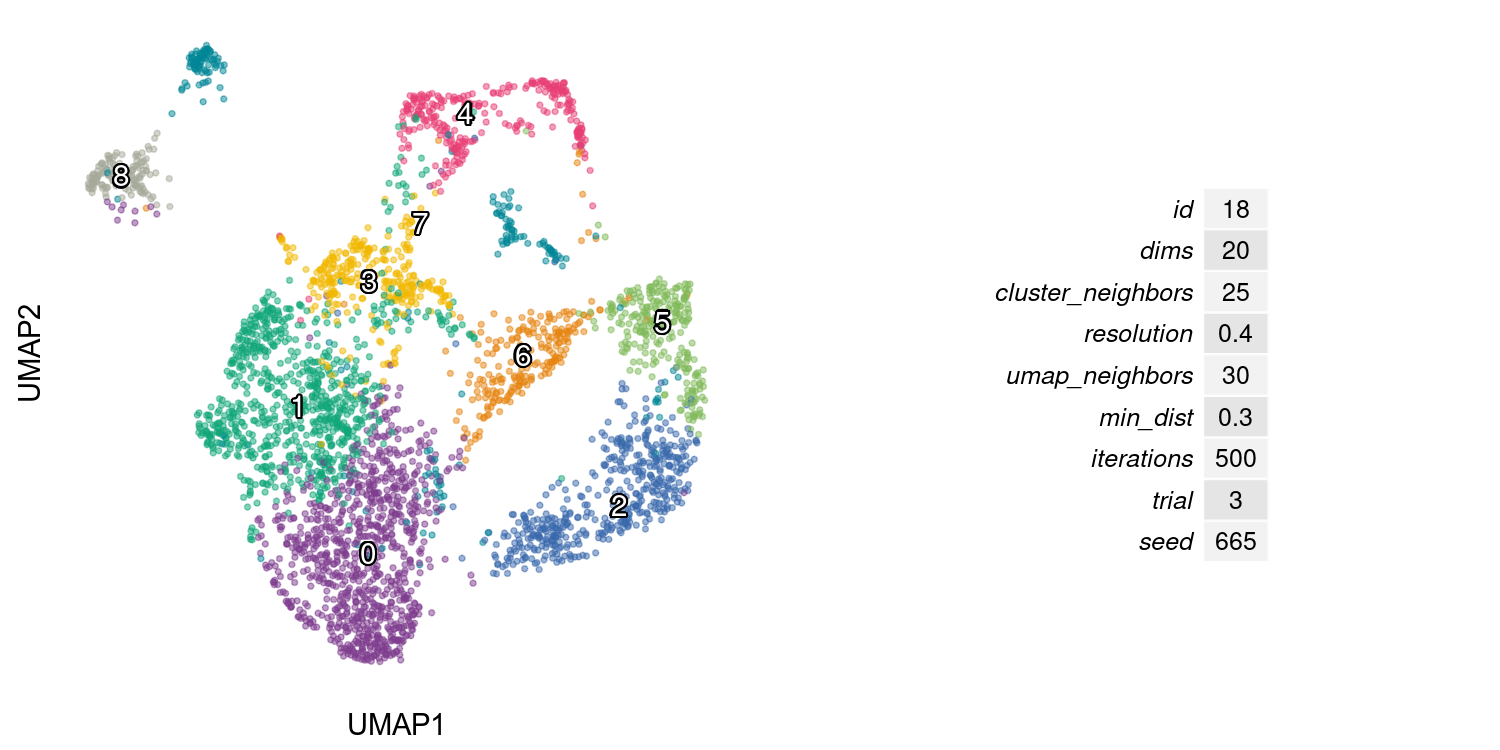 4
8
7
3
5
6
1
2
0
UMAP1
UMAP2
id 18
dims 20
cluster_neighbors 25
resolution 0.4
umap_neighbors 30
min_dist 0.3
iterations 500
trial 3
seed 665